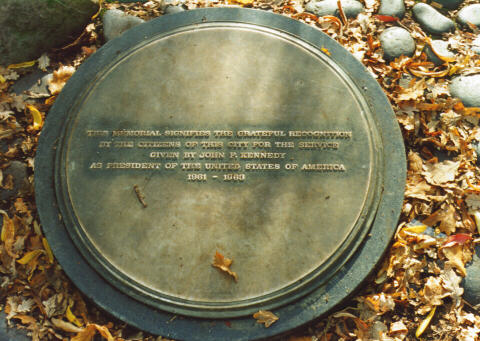 THIS MEMORIAL SIGNIFIES THE GRATEFUL RECOGNITION
BY THE CITIZENS OF THIS CITY FOR THE SERVICE
GIVEN BY JOHN F. KENNEDY
AS PRESIDENT OF THE UNITED STATES OF AMERICA
1961 - 1963